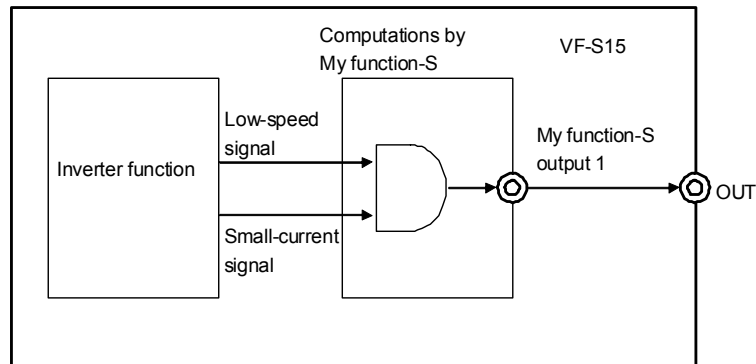 Computations by
My function-S
VF-S15
Low-speed
signal
My function-S
output 1
Inverter function
OUT
Small-current
signal